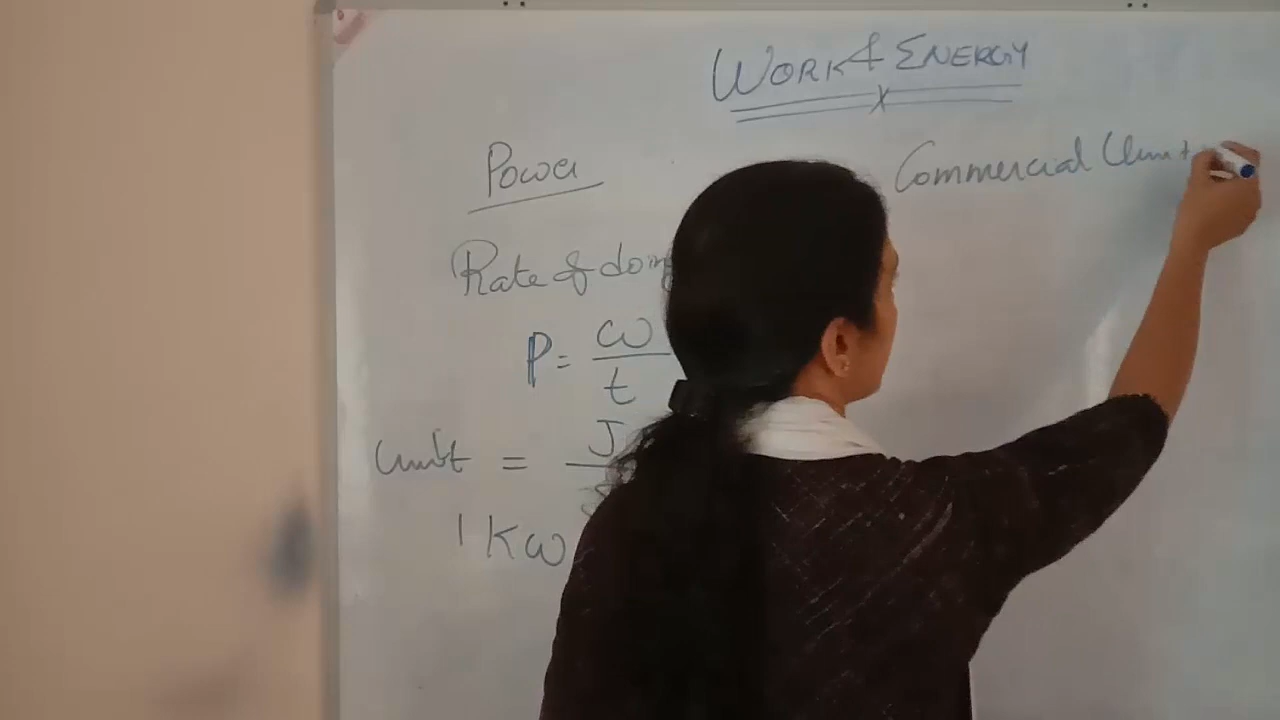 WORK & ENERGY
Power
Rate of doing
P = W
t
Unit = J
1 KW
Commercial Unit